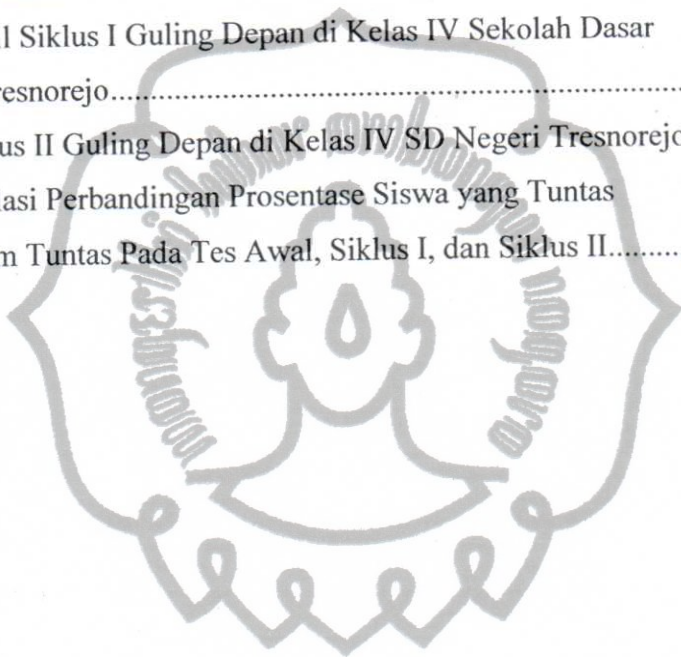 l Siklus I Guling Depan di Kelas IV Sekolah Dasar
resnorejo..............................................................................
us II Guling Depan di Kelas IV SD Negeri Tresnorejo
asi Perbandingan Prosentase Siswa yang Tuntas
m Tuntas Pada Tes Awal, Siklus I, dan Siklus II..........